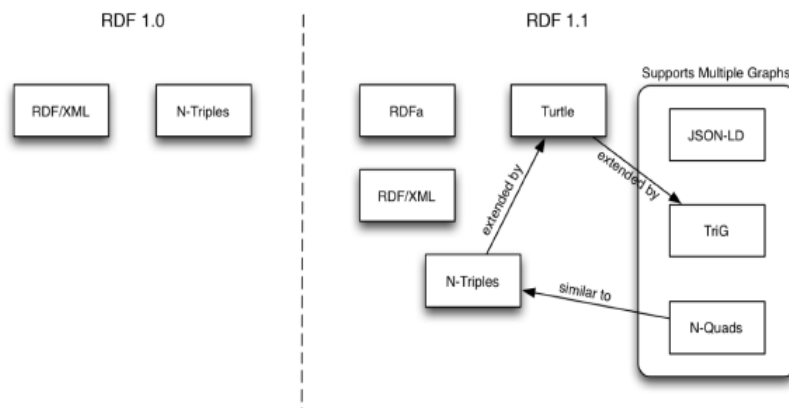 RDF 1.0
RDF 1.1
Supports Multiple Graphs
RDF/XML
N-Triples
RDFa
Turtle
JSON-LD
extended by
extended by
RDF/XML
TriG
N-Triples
similar to
N-Quads